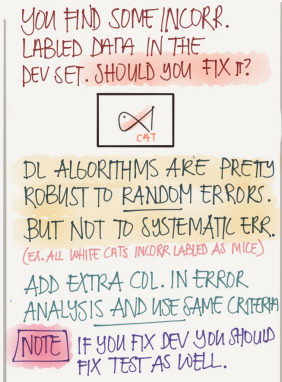 YOU FIND SOME INCORR.
LABLED DATA IN THE
DEV SET. SHOULD YOU FIX IT?
CAT
DL ALGORITHMS ARE PRETTY
ROBUST TO RANDOM ERRORS.
BUT NOT TO SYSTEMATIC ERR.
(EX. ALL WHITE CATS INCORR LABLED AS MICE)
ADD EXTRA COL. IN ERROR
ANALYSIS AND USE SAME CRITERIA
NOTE IF YOU FIX DEV YOU SHOULD
FIX TEST AS WELL.